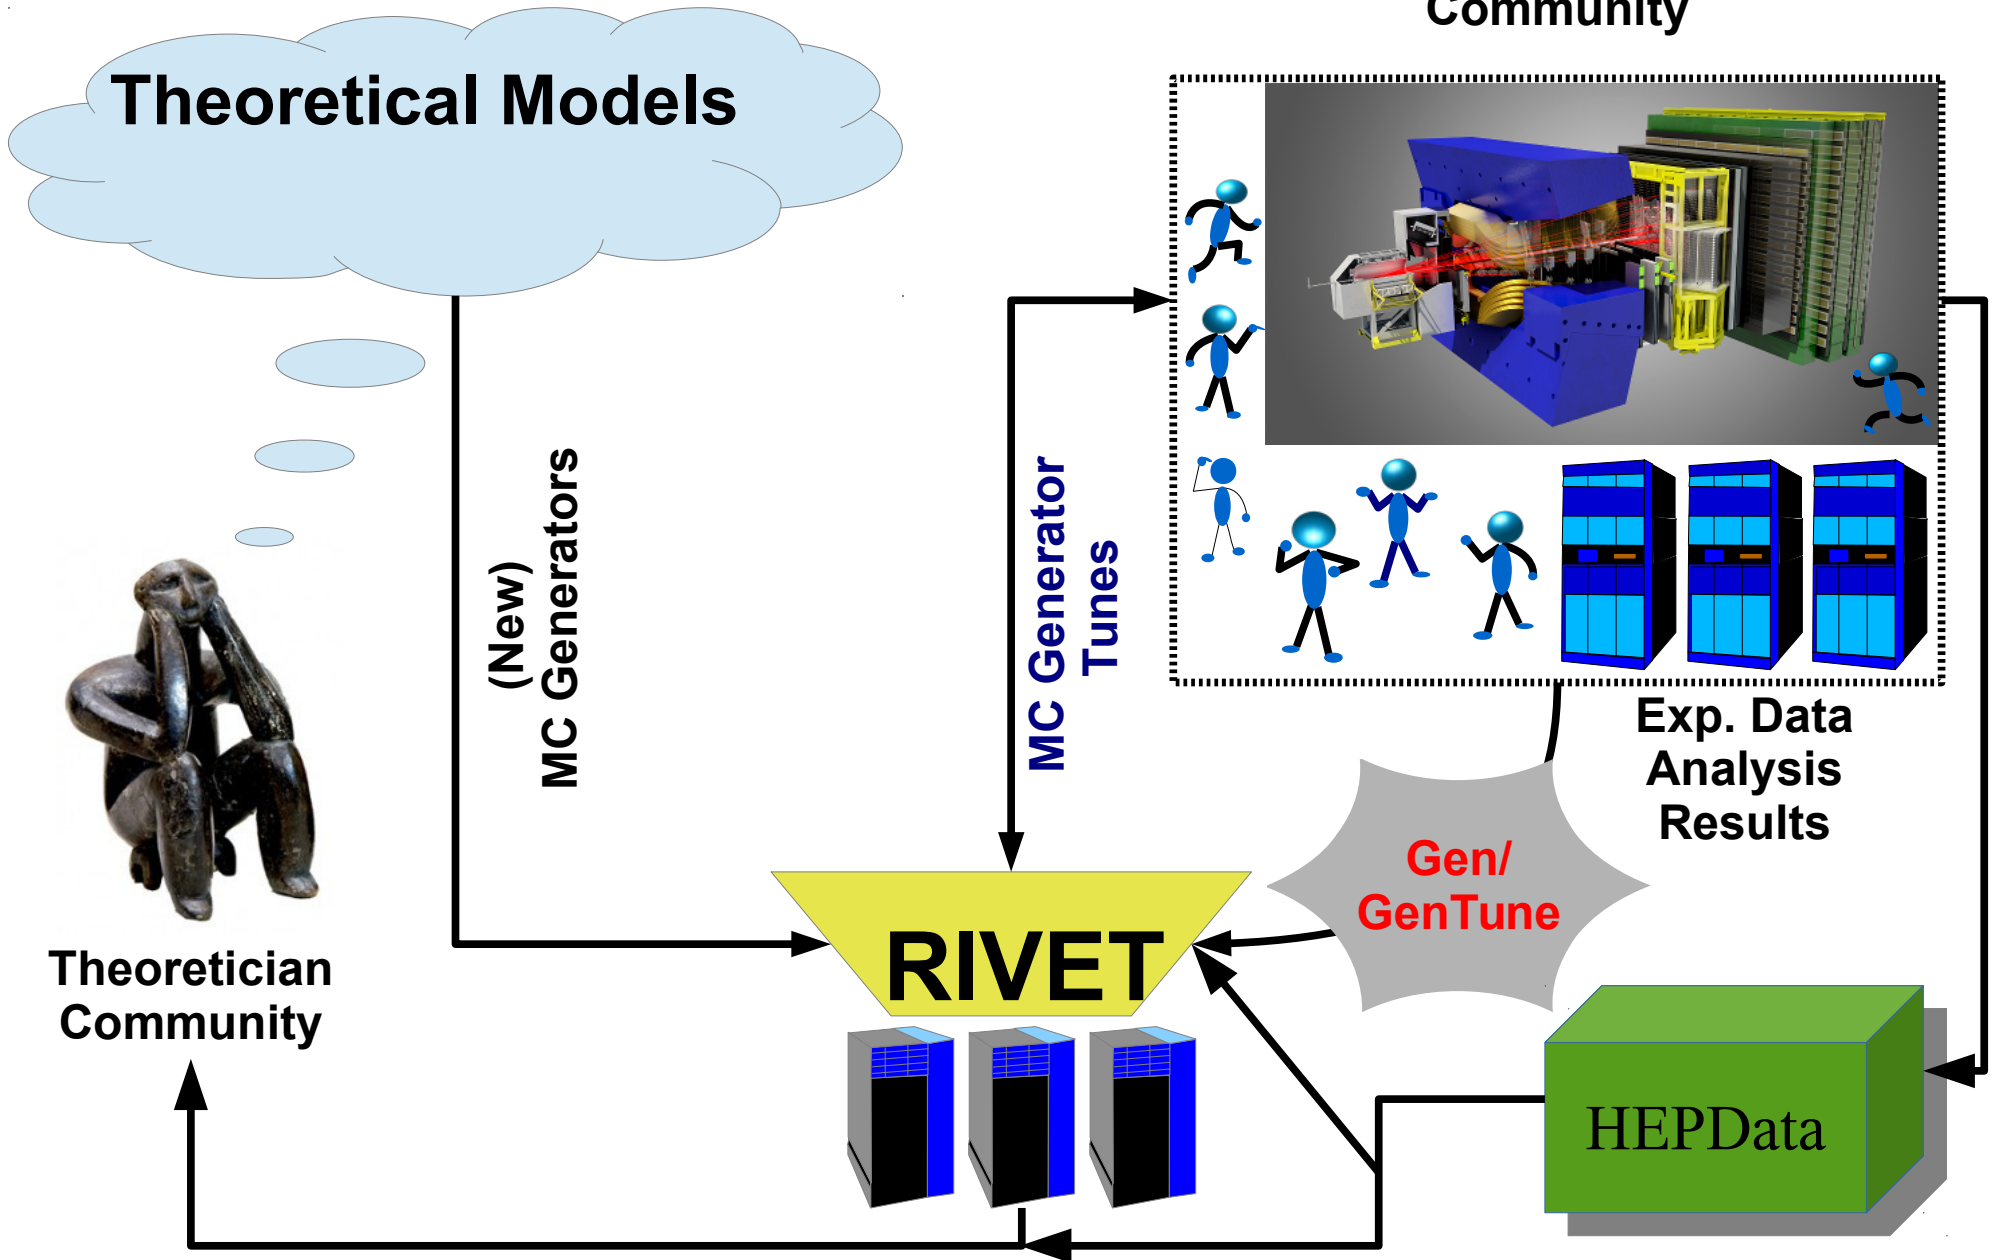 Community
Theoretical Models
(New)
MC Generators
MC Generator
Tunes
Exp. Data
Analysis
Results
Gen/
GenTune
RIVET
Theoretician
Community
HEPData